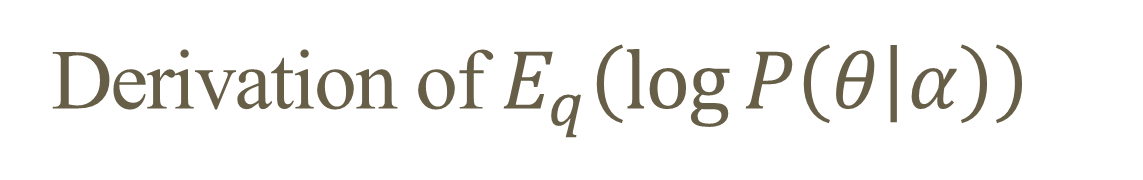 Derivation of E_q(log P(θ|α))